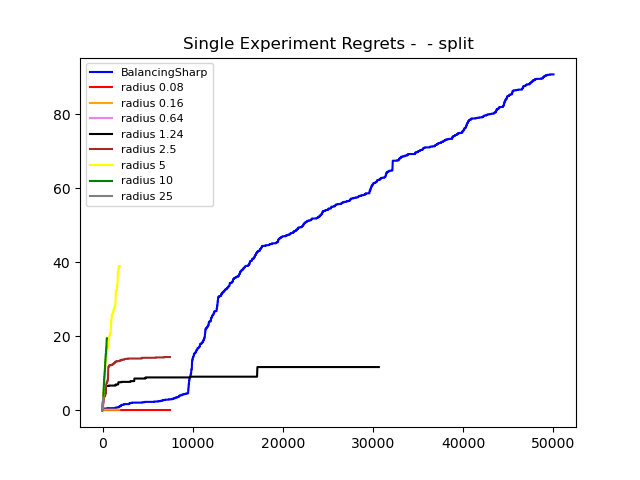 Single Experiment Regrets -  - split
BalancingSharp
radius 0.08
radius 0.16
radius 0.64
radius 1.24
radius 2.5
radius 5
radius 10
radius 25
80
60
40
20
0
0 10000 20000 30000 40000 50000